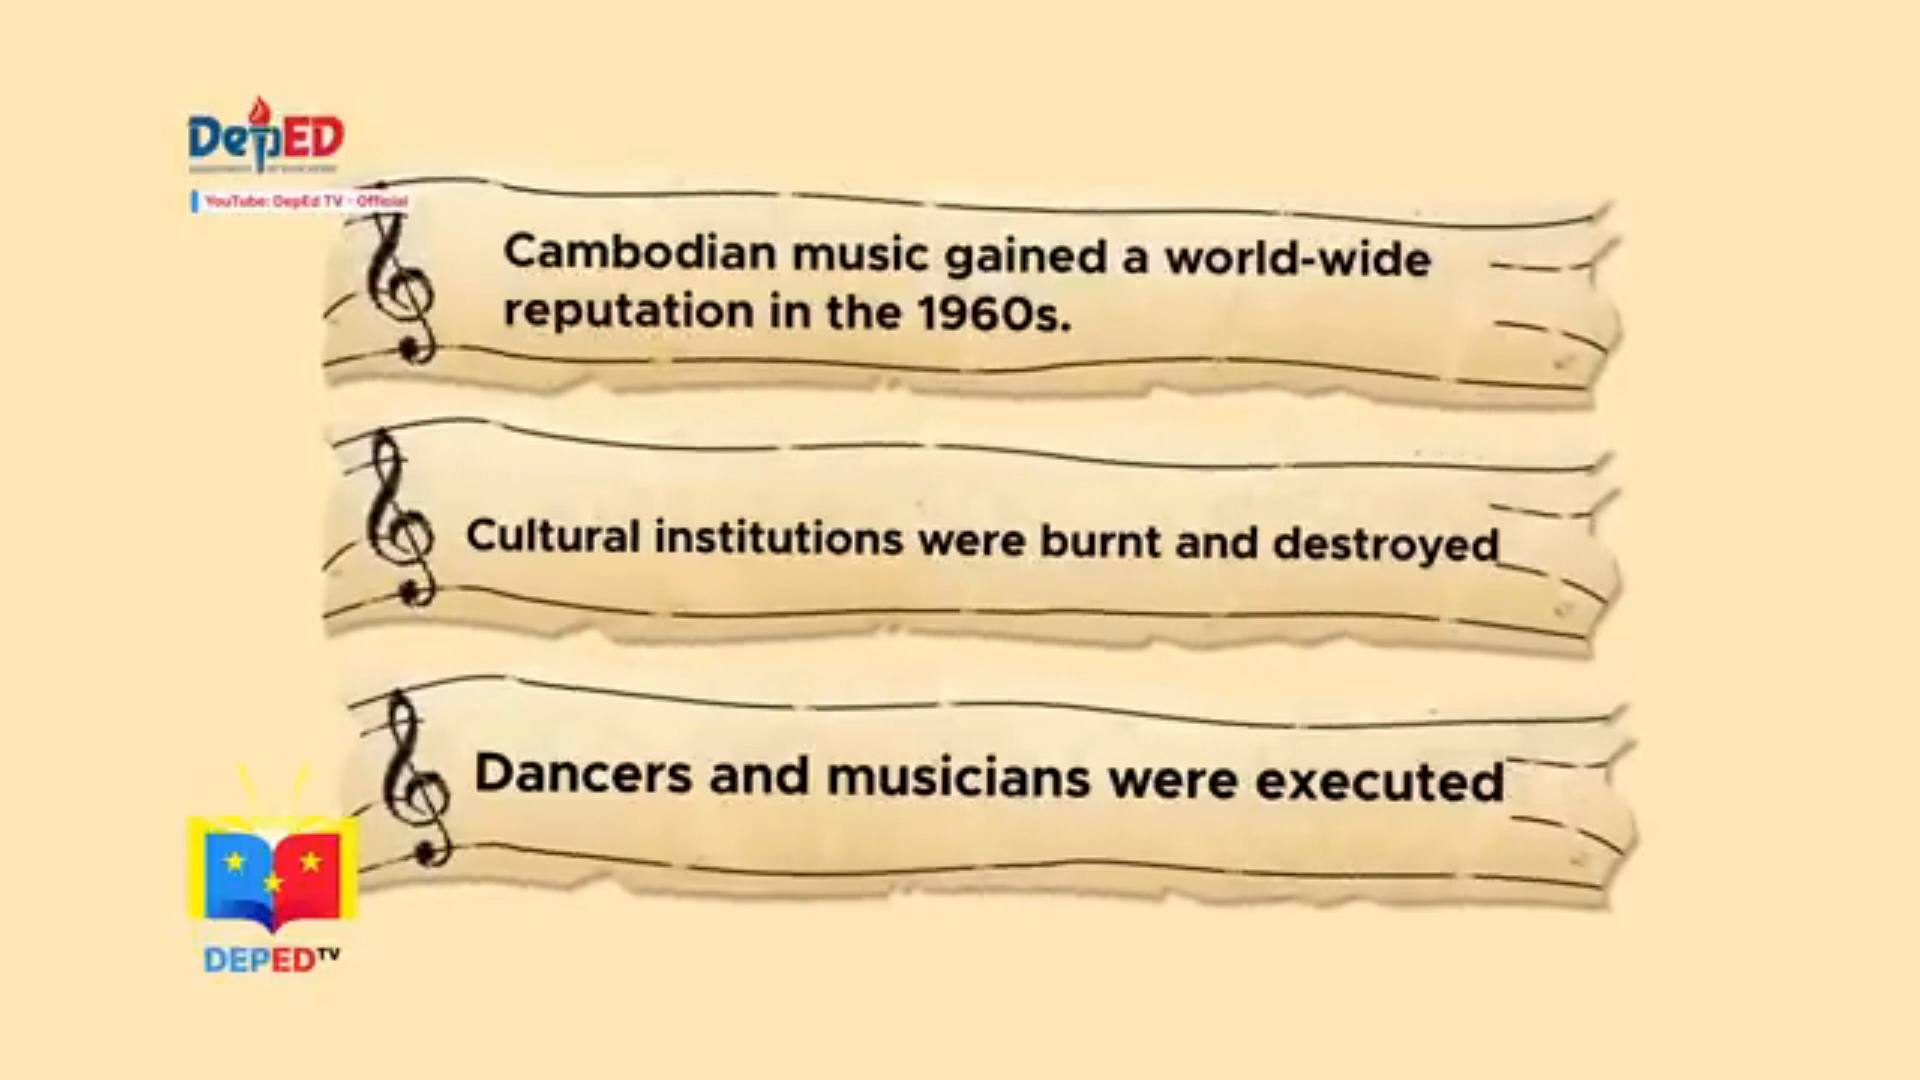 DepED
YouTube: DepEd TV - Official
Cambodian music gained a world-wide
reputation in the 1960s.
Cultural institutions were burnt and destroyed
Dancers and musicians were executed
DEPED TV